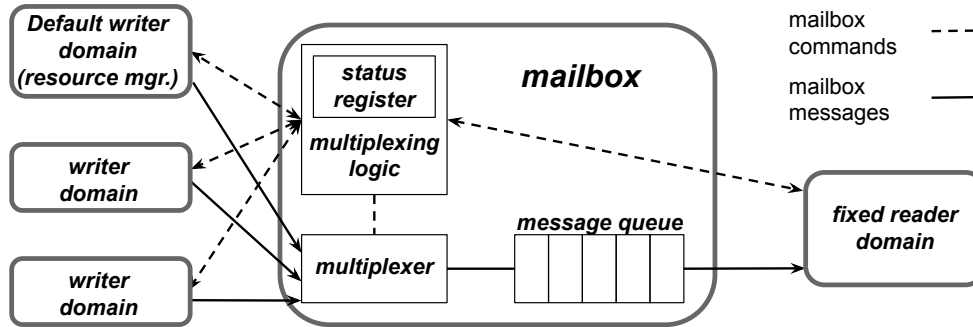 Default writer
domain
(resource mgr.)
writer
domain
writer
domain
mailbox
status
register
multiplexing
logic
multiplexer
message queue
mailbox
commands
mailbox
messages
fixed reader
domain